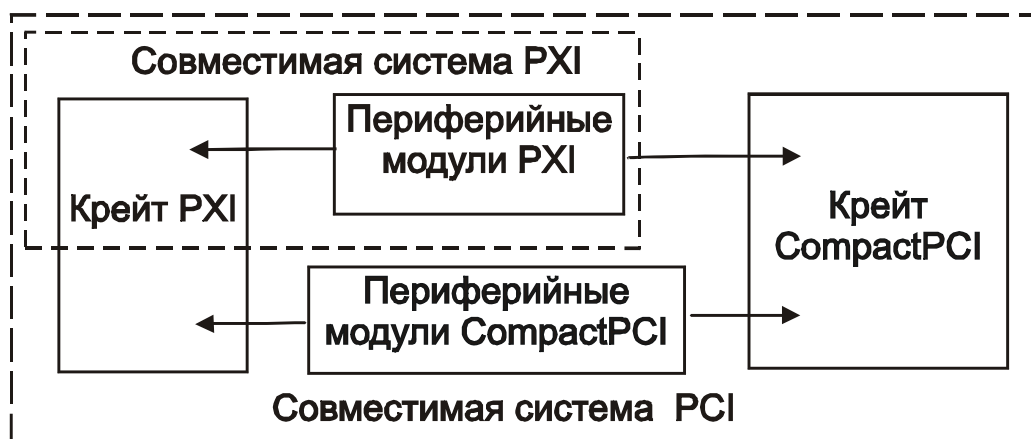 Совместимая система PXI
Периферийные
модули PXI
Крейт PXI
Крейт
CompactPCI
Периферийные
модули CompactPCI
Совместимая система PCI